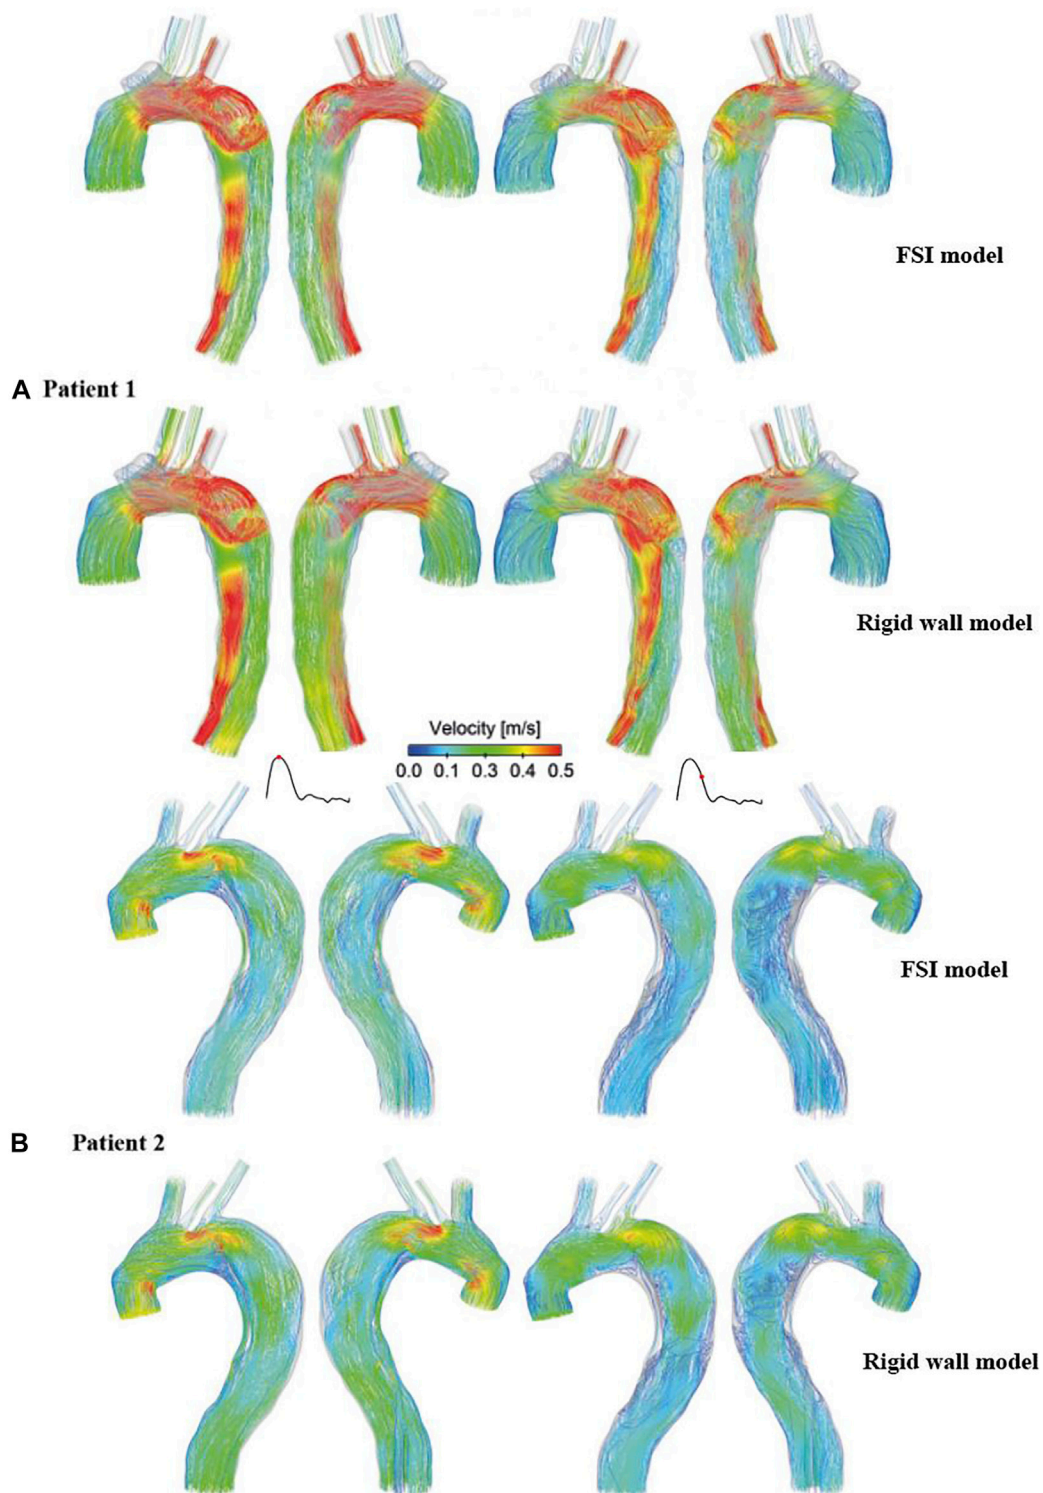 FSI model
A Patient 1
Rigid wall model
Velocity [m/s]
0.0 0.1 0.3 0.4 0.5
FSI model
B Patient 2
Rigid wall model